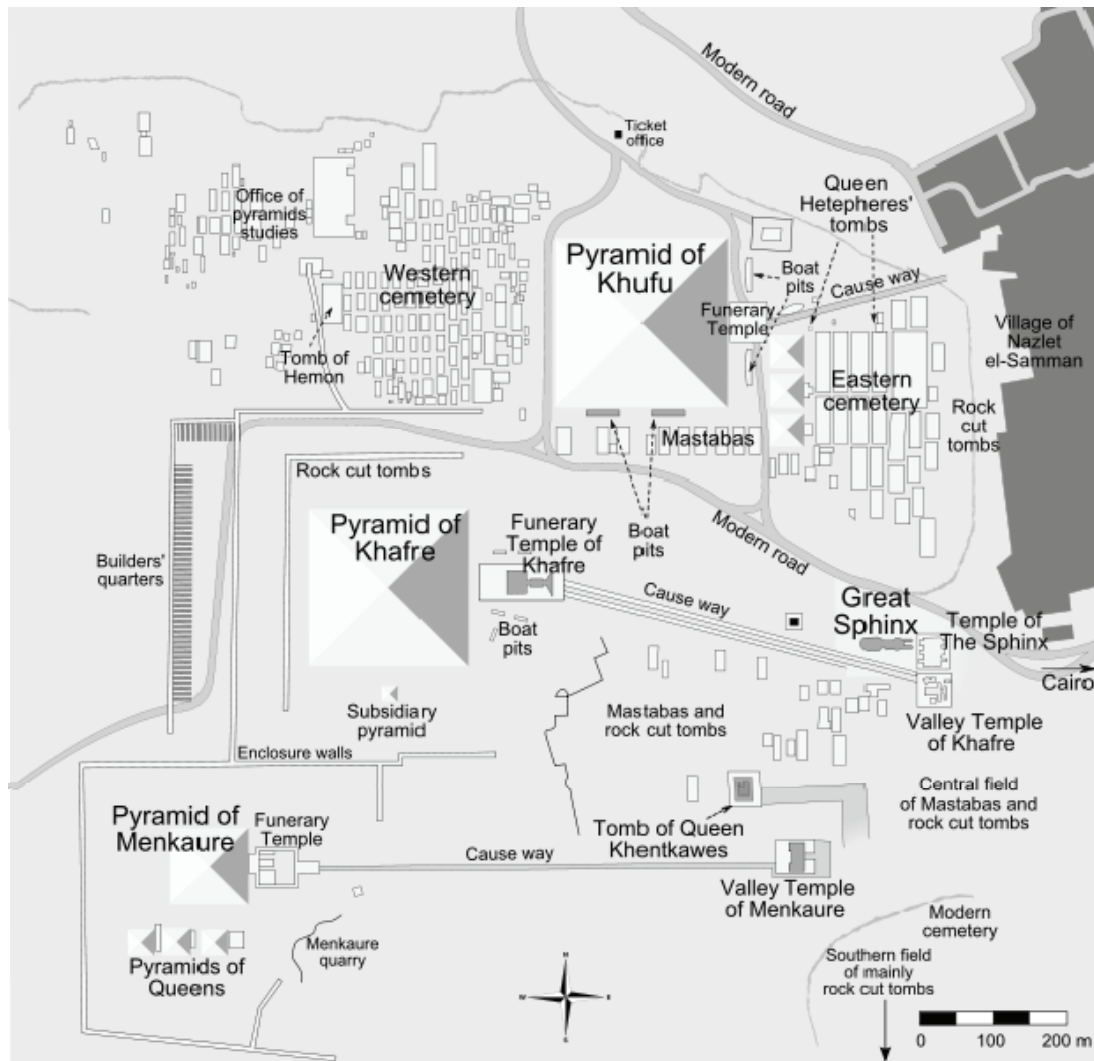 Modern road
Ticket
office
Office of
pyramids
studies
Queen
Hetepheres'
tombs
Pyramid of
Khufu
Boat
pits
Western
cemetery
Cause way
Funerary
Temple
Village of
Nazlet
el-Samman
Tomb of
Hemon
Eastern
cemetery
Rock
cut
tombs
Mastabas
Rock cut tombs
Pyramid of
Khafre
Funerary
Temple of
Khafre
Boat
pits
Modern road
Builders'
quarters
Cause way
Great
Sphinx
Temple of
The Sphinx
Boat
pits
Cairo
Subsidiary
pyramid
Mastabas and
rock cut tombs
Valley Temple
of Khafre
Enclosure walls
Central field
of Mastabas and
rock cut tombs
Pyramid of
Menkaure
Funerary
Temple
Tomb of Queen
Khentkawes
Cause way
Valley Temple
of Menkaure
Modern
cemetery
Menkaure
quarry
Pyramids of
Queens
Southern field
of mainly
rock cut tombs
N
W
E
S
0 100 200 m